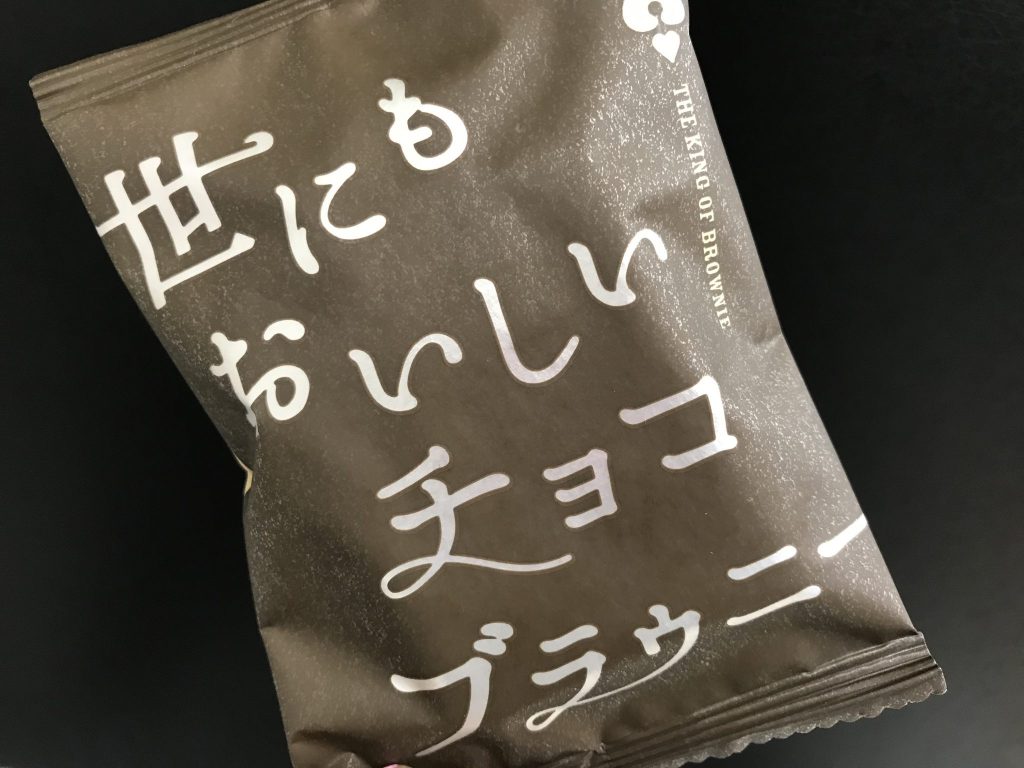 世にも
おいしい
チョコ
ブラウニー
THE KING OF BROWNIE